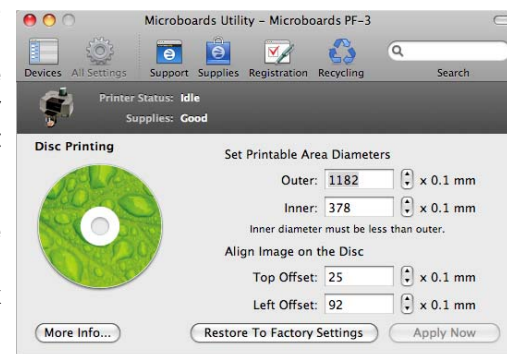 Microboards Utility – Microboards PF-3
Devices All Settings Support Supplies Registration Recycling Search
Printer Status: Idle
Supplies: Good
Disc Printing
Set Printable Area Diameters
Outer: 1182 x 0.1 mm
Inner: 378 x 0.1 mm
Inner diameter must be less than outer.
Align Image on the Disc
Top Offset: 25 x 0.1 mm
Left Offset: 92 x 0.1 mm
More Info... Restore To Factory Settings Apply Now